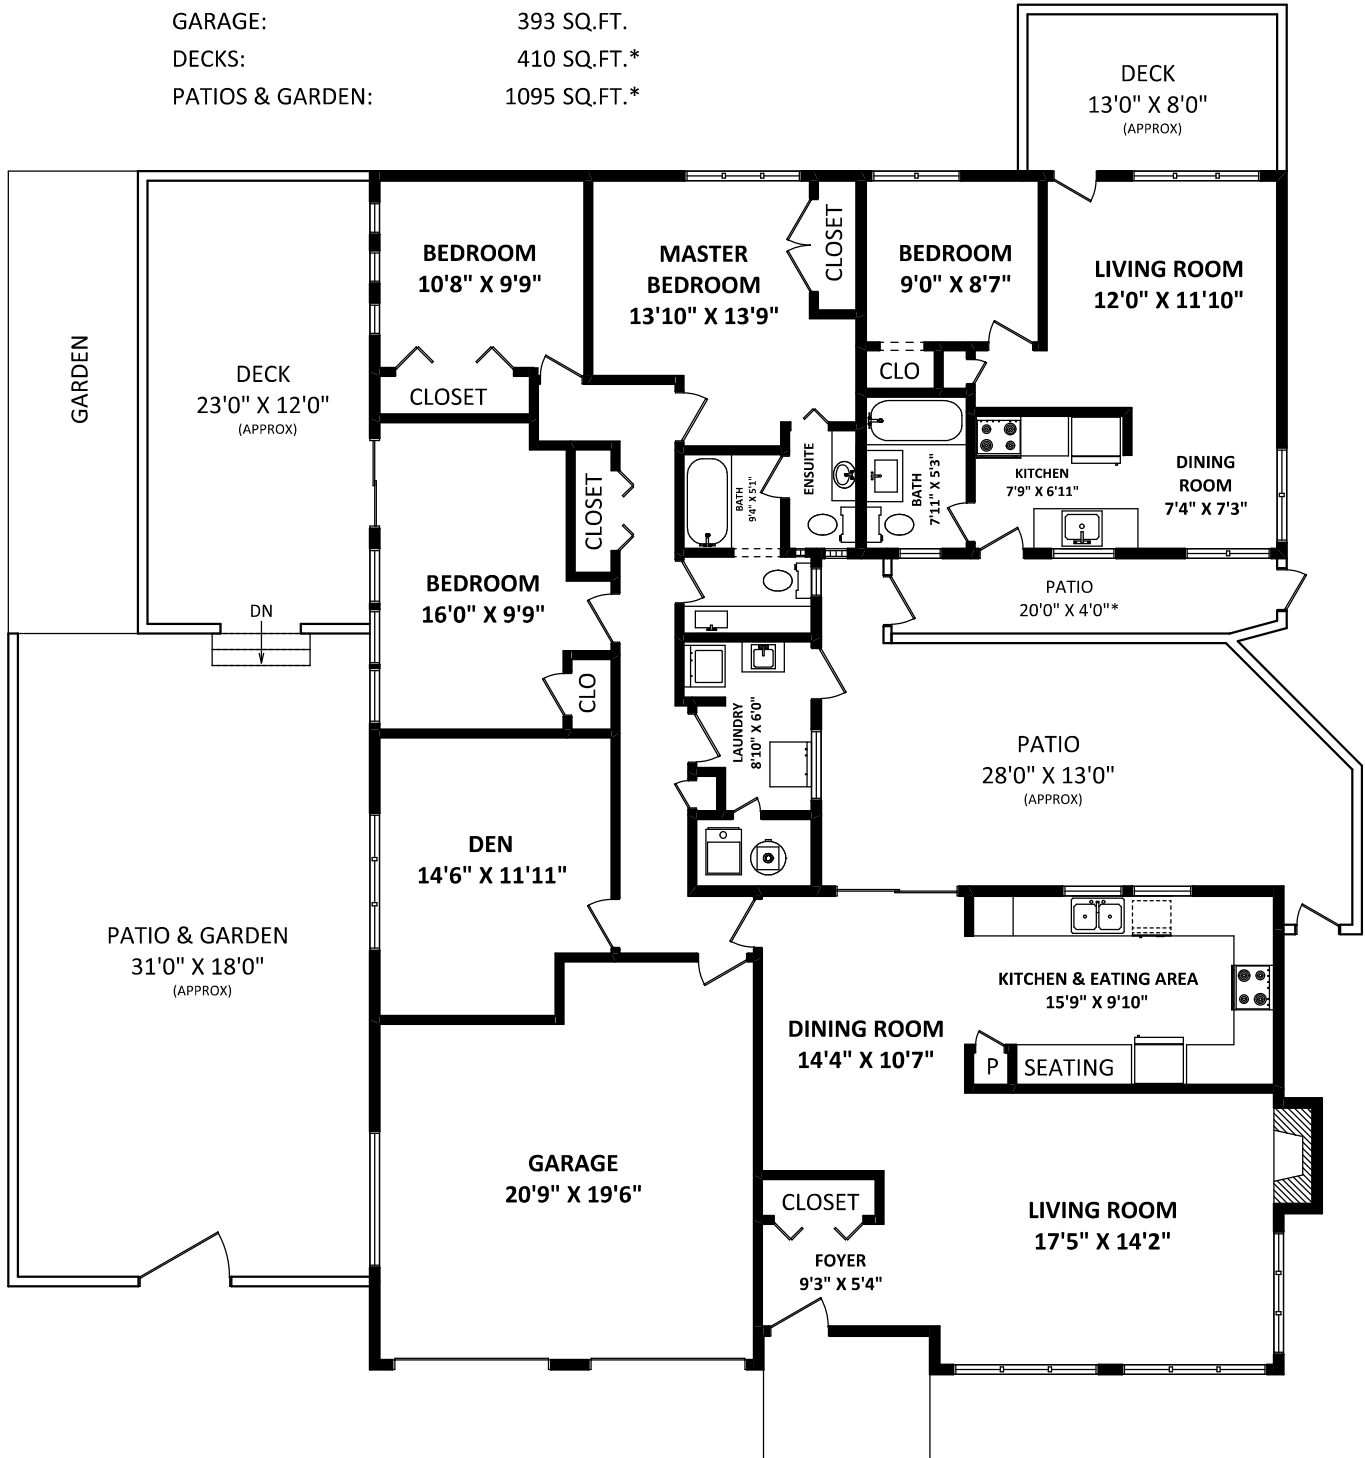 GARAGE: 393 SQ.FT.
DECKS: 410 SQ.FT.*
PATIOS & GARDEN: 1095 SQ.FT.*
DECK
13'0" X 8'0"
(APPROX)
BEDROOM
10'8" X 9'9"
MASTER
BEDROOM
13'10" X 13'9"
CLOSET
BEDROOM
9'0" X 8'7"
LIVING ROOM
12'0" X 11'10"
GARDEN
DECK
23'0" X 12'0"
(APPROX)
CLOSET
CLO
CLOSET
BATH
9'4" X 5'1"
ENSUITE
BATH
7'11" X 5'3"
KITCHEN
7'9" X 6'11"
DINING
ROOM
7'4" X 7'3"
BEDROOM
16'0" X 9'9"
DN
PATIO
20'0" X 4'0"*
CLO
LAUNDRY
8'10" X 6'0"
PATIO
28'0" X 13'0"
(APPROX)
DEN
14'6" X 11'11"
PATIO & GARDEN
31'0" X 18'0"
(APPROX)
KITCHEN & EATING AREA
15'9" X 9'10"
DINING ROOM
14'4" X 10'7"
P
SEATING
GARAGE
20'9" X 19'6"
CLOSET
LIVING ROOM
17'5" X 14'2"
FOYER
9'3" X 5'4"